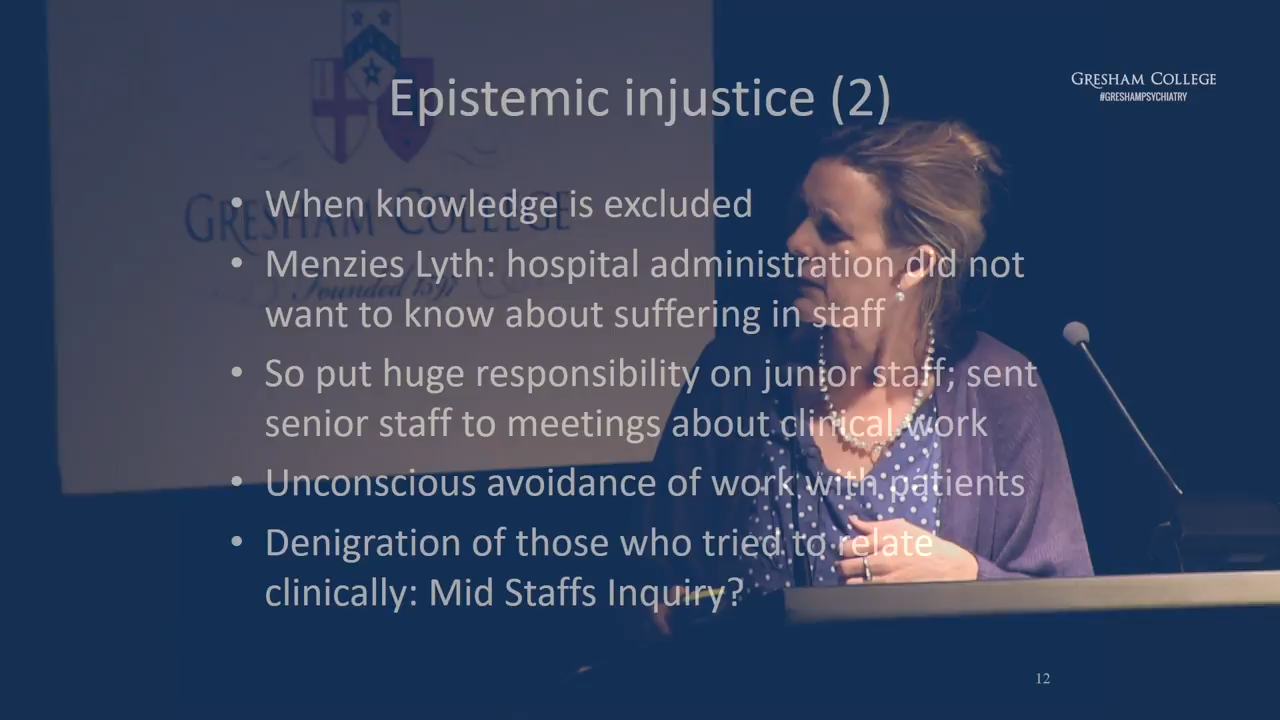 Epistemic injustice (2)
GRESHAM COLLEGE
#GRESHAMPSYCHIATRY
• When knowledge is excluded
GRESHAM COLLEGE
• Menzies Lyth: hospital administration did not
want to know about suffering in staff
Founded 1597
• So put huge responsibility on junior staff; sent
senior staff to meetings about clinical work
• Unconscious avoidance of work with patients
• Denigration of those who tried to relate
clinically: Mid Staffs Inquiry?
12